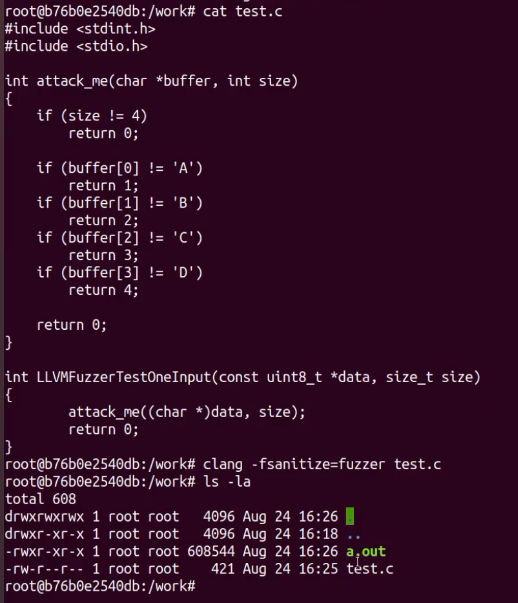 root@b76b0e2540db:/work# cat test.c
#include <stdint.h>
#include <stdio.h>

int attack_me(char *buffer, int size)
{
    if (size != 4)
        return 0;

    if (buffer[0] != 'A')
        return 1;
    if (buffer[1] != 'B')
        return 2;
    if (buffer[2] != 'C')
        return 3;
    if (buffer[3] != 'D')
        return 4;

    return 0;
}

int LLVMFuzzerTestOneInput(const uint8_t *data, size_t size)
{
        attack_me((char *)data, size);
        return 0;
}
root@b76b0e2540db:/work# clang -fsanitize=fuzzer test.c
root@b76b0e2540db:/work# ls -la
total 608
drwxrwxrwx 1 root root   4096 Aug 24 16:26 .
drwxr-xr-x 1 root root   4096 Aug 24 16:18 ..
-rwxr-xr-x 1 root root 608544 Aug 24 16:26 a.out
-rw-r--r-- 1 root root    421 Aug 24 16:25 test.c
root@b76b0e2540db:/work#